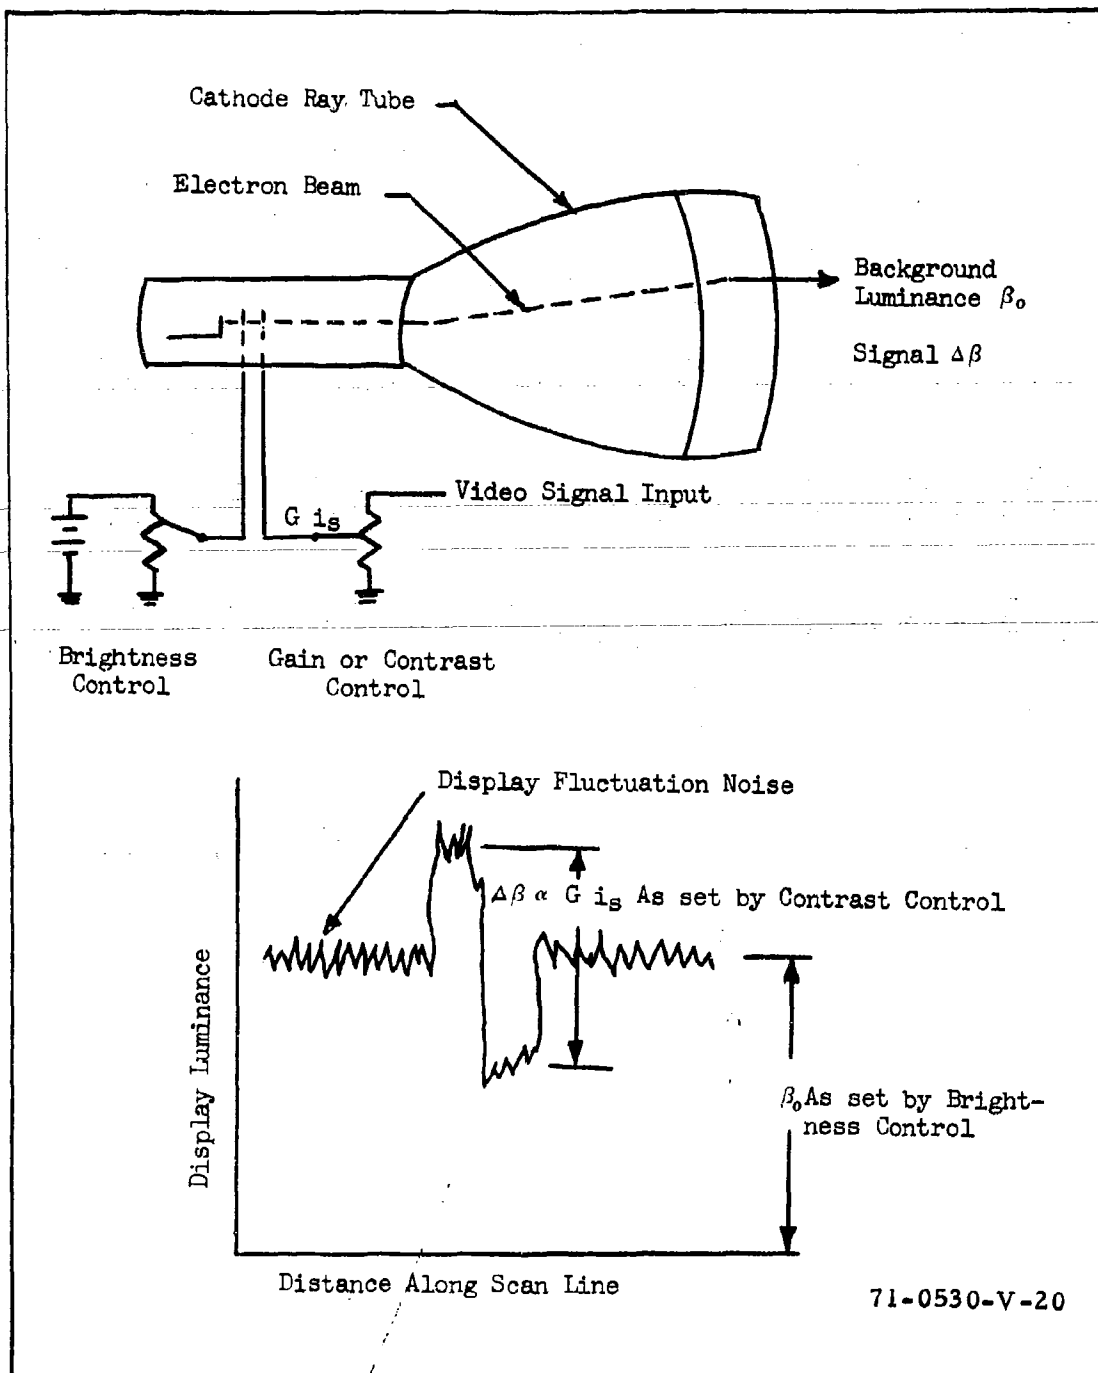 Cathode Ray Tube
Electron Beam
Background
Luminance β₀
Signal Δβ
Video Signal Input
G iₛ
Brightness
Control
Gain or Contrast
Control
Display Fluctuation Noise
Δβ α G iₛ As set by Contrast Control
Display Luminance
β₀ As set by Bright-
ness Control
Distance Along Scan Line
71-0530-V-20